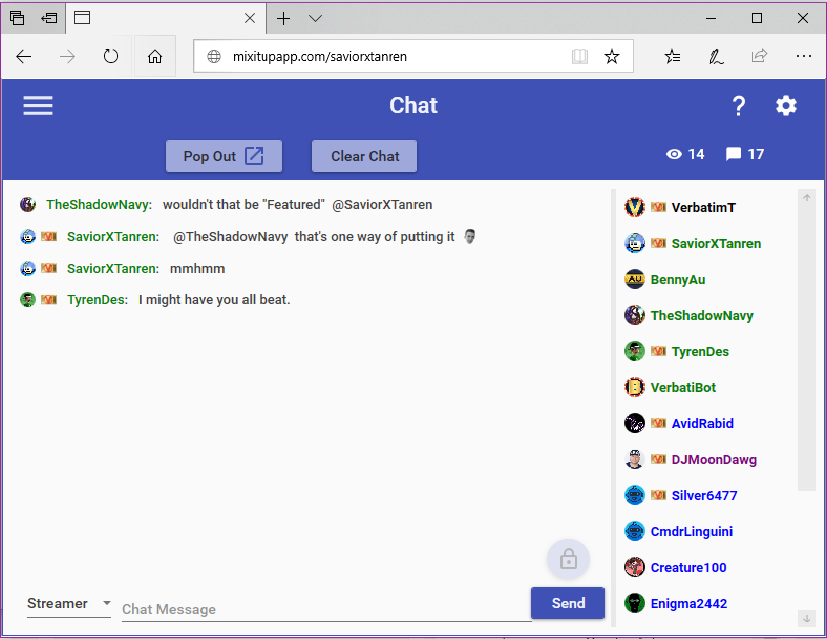 mixitupapp.com/saviorxtanren
Chat
?
Pop Out
Clear Chat
14
17
TheShadowNavy: wouldn't that be "Featured" @SaviorXTanren
SaviorXTanren: @TheShadowNavy that's one way of putting it
SaviorXTanren: mmhmm
TyrenDes: I might have you all beat.
VerbatimT
SaviorXTanren
BennyAu
TheShadowNavy
TyrenDes
VerbatiBot
AvidRabid
DJMoonDawg
Silver6477
CmdrLinguini
Creature100
Enigma2442
Streamer
Chat Message
Send